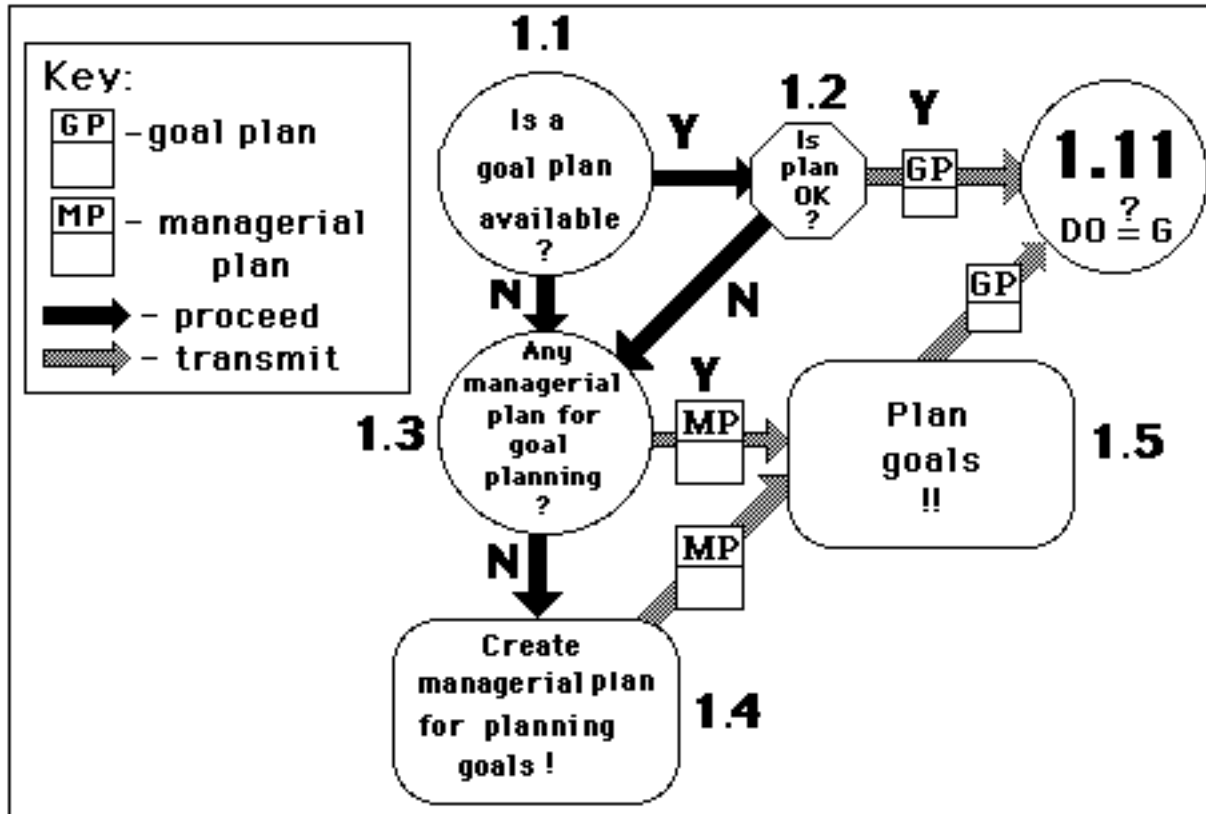 Key:
GP
- goal plan
MP
- managerial
plan
- proceed
- transmit
1.1
Is a
goal plan
available
?
Y
1.2
Is
plan
OK
?
Y
GP
1.11
?
DO = G
N
N
GP
1.3
Any
managerial
plan for
goal
planning
?
Y
MP
Plan
goals
!!
1.5
N
MP
Create
managerial plan
for planning
goals !
1.4